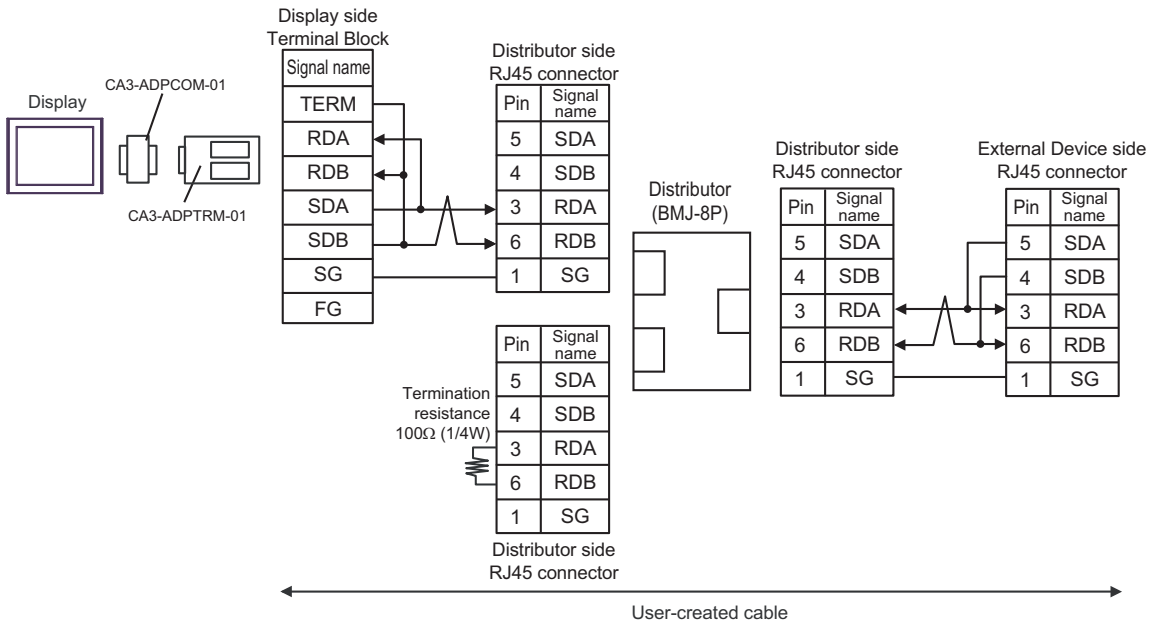 Display
CA3-ADPCOM-01
CA3-ADPTRM-01
Display side
Terminal Block
Signal name
TERM
RDA
RDB
SDA
SDB
SG
FG
Distributor side
RJ45 connector
Pin Signal name
5 SDA
4 SDB
3 RDA
6 RDB
1 SG
Termination
resistance
100Ω (1/4W)
Pin Signal name
5 SDA
4 SDB
3 RDA
6 RDB
1 SG
Distributor side
RJ45 connector
Distributor
(BMJ-8P)
Distributor side
RJ45 connector
Pin Signal name
5 SDA
4 SDB
3 RDA
6 RDB
1 SG
External Device side
RJ45 connector
Pin Signal name
5 SDA
4 SDB
3 RDA
6 RDB
1 SG
User-created cable